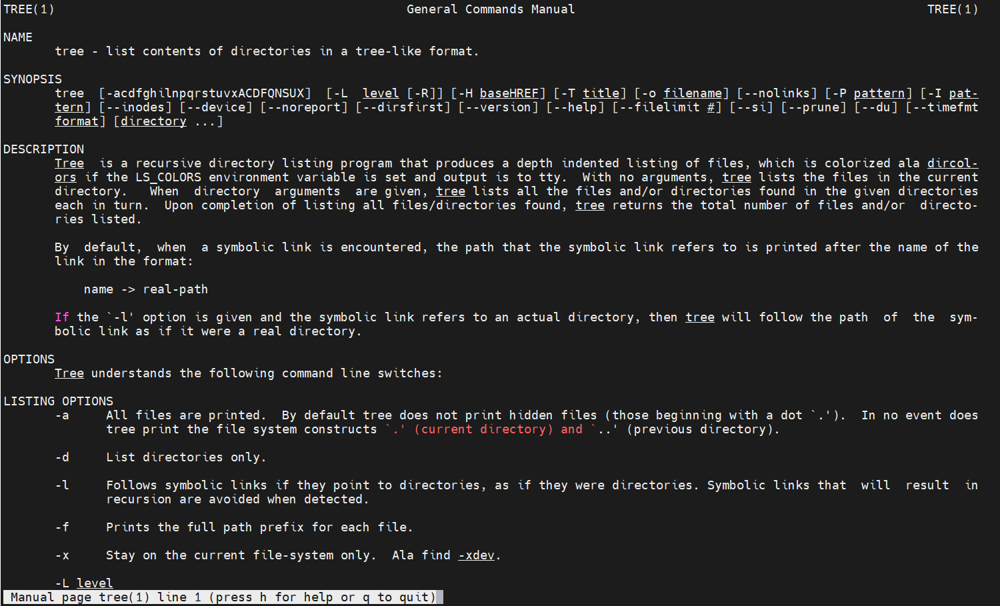 TREE(1) General Commands Manual TREE(1)
NAME
tree - list contents of directories in a tree-like format.
SYNOPSIS
tree [-acdfghilnpqrstuvxACDFQNSUX] [-L level [-R]] [-H baseHREF] [-T title] [-o filename] [--nolinks] [-P pattern] [-I pat-
tern] [--inodes] [--device] [--noreport] [--dirsfirst] [--version] [--help] [--filelimit #] [--si] [--prune] [--du] [--timefmt
format] [directory ...]
DESCRIPTION
Tree is a recursive directory listing program that produces a depth indented listing of files, which is colorized ala dircol-
ors if the LS_COLORS environment variable is set and output is to tty. With no arguments, tree lists the files in the current
directory. When directory arguments are given, tree lists all the files and/or directories found in the given directories
each in turn. Upon completion of listing all files/directories found, tree returns the total number of files and/or directo-
ries listed.
By default, when a symbolic link is encountered, the path that the symbolic link refers to is printed after the name of the
link in the format:
name -> real-path
If the `-l' option is given and the symbolic link refers to an actual directory, then tree will follow the path of the sym-
bolic link as if it were a real directory.
OPTIONS
Tree understands the following command line switches:
LISTING OPTIONS
-a All files are printed. By default tree does not print hidden files (those beginning with a dot `.'). In no event does
tree print the file system constructs `.' (current directory) and `..' (previous directory).
-d List directories only.
-l Follows symbolic links if they point to directories, as if they were directories. Symbolic links that will result in
recursion are avoided when detected.
-f Prints the full path prefix for each file.
-x Stay on the current file-system only. Ala find -xdev.
-L level
Manual page tree(1) line 1 (press h for help or q to quit)